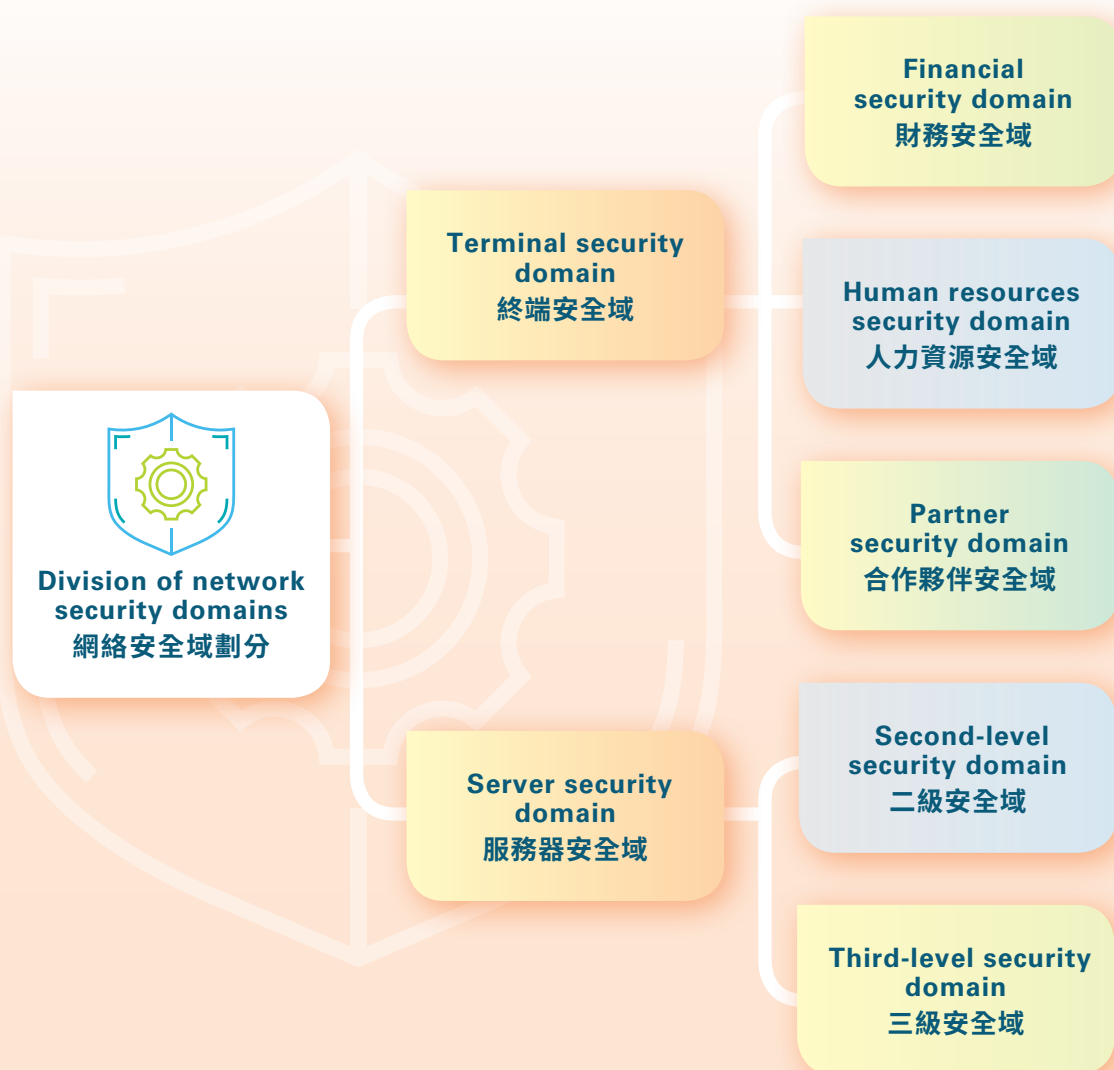 Division of network
security domains
網絡安全域劃分
Terminal security
domain
終端安全域
Financial
security domain
財務安全域
Human resources
security domain
人力資源安全域
Partner
security domain
合作夥伴安全域
Server security
domain
服務器安全域
Second-level
security domain
二級安全域
Third-level security
domain
三級安全域